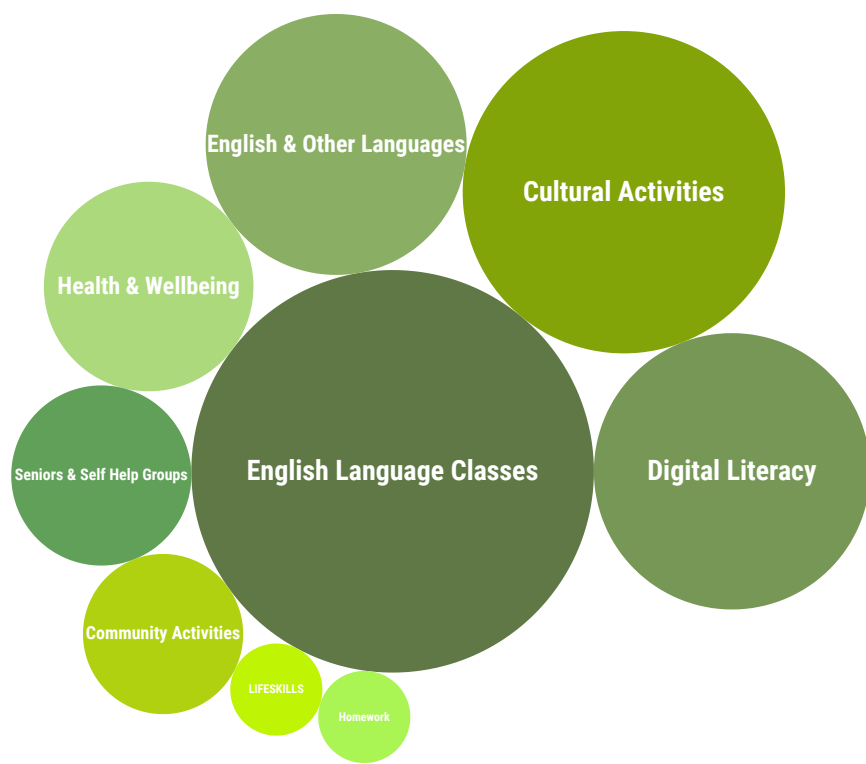 English & Other Languages
Cultural Activities
Health & Wellbeing
English Language Classes
Digital Literacy
Seniors & Self Help Groups
Community Activities
LIFESKILLS
Homework